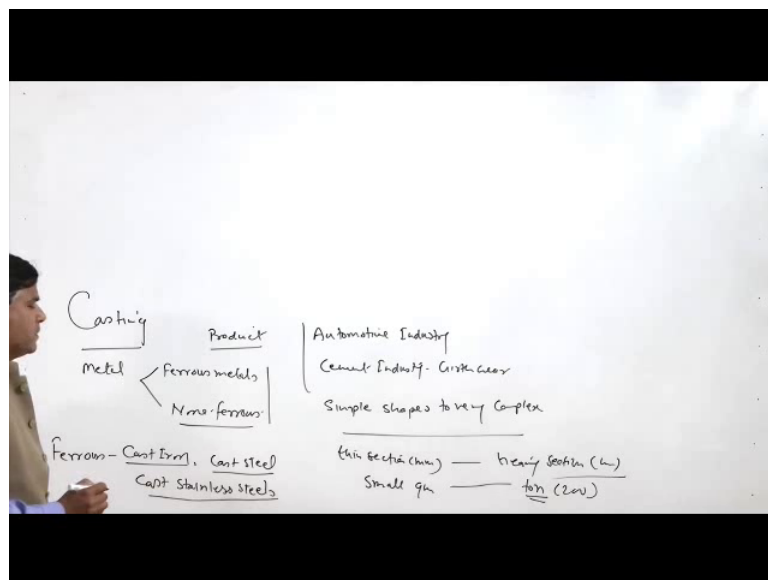 Casting
Product
Metal
Ferrous metals
None-ferrous.
Ferrous - Cast Iron, Cast steel
Cast Stainless Steels
Automotive Industry
Cement Industry - Girth Gear
Simple shapes to very Complex
thin section (mm) — heavy section (m)
Small gm — ton (200)